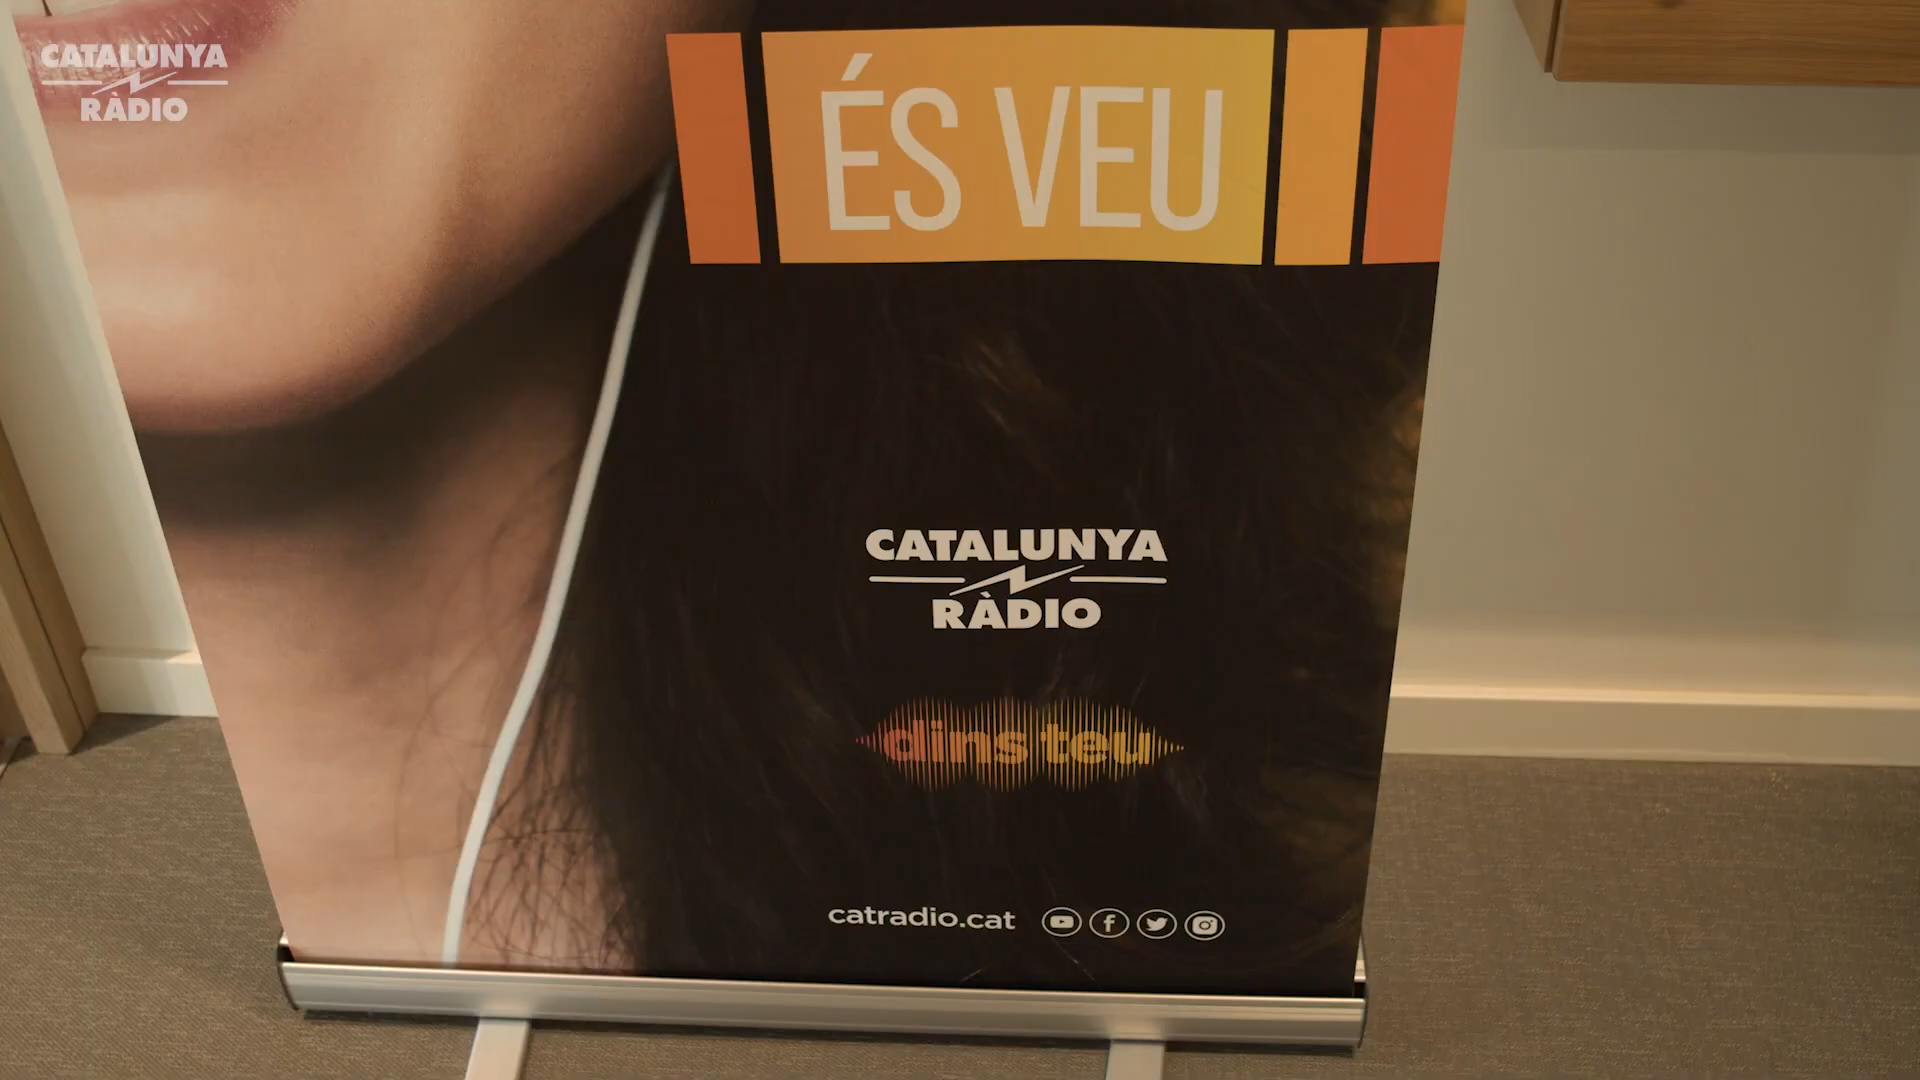 CATALUNYA
RÀDIO
ÉS VEU
CATALUNYA
RÀDIO
dins teu
catradio.cat